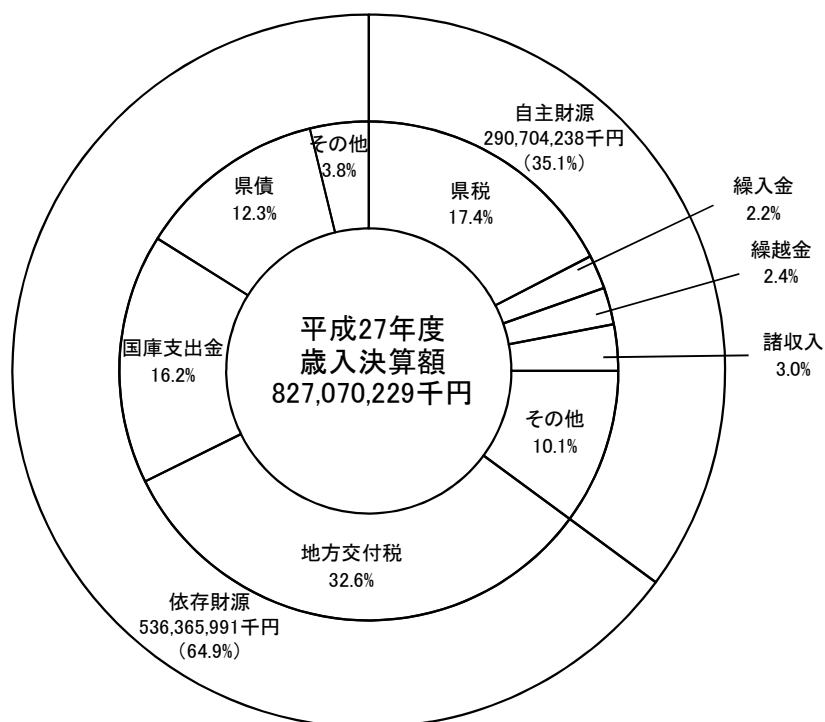 平成27年度
歳入決算額
827,070,229千円
自主財源
290,704,238千円
（35.1%）
県税
17.4%
繰入金
2.2%
繰越金
2.4%
諸収入
3.0%
その他
10.1%
依存財源
536,365,991千円
（64.9%）
地方交付税
32.6%
国庫支出金
16.2%
県債
12.3%
その他
3.8%